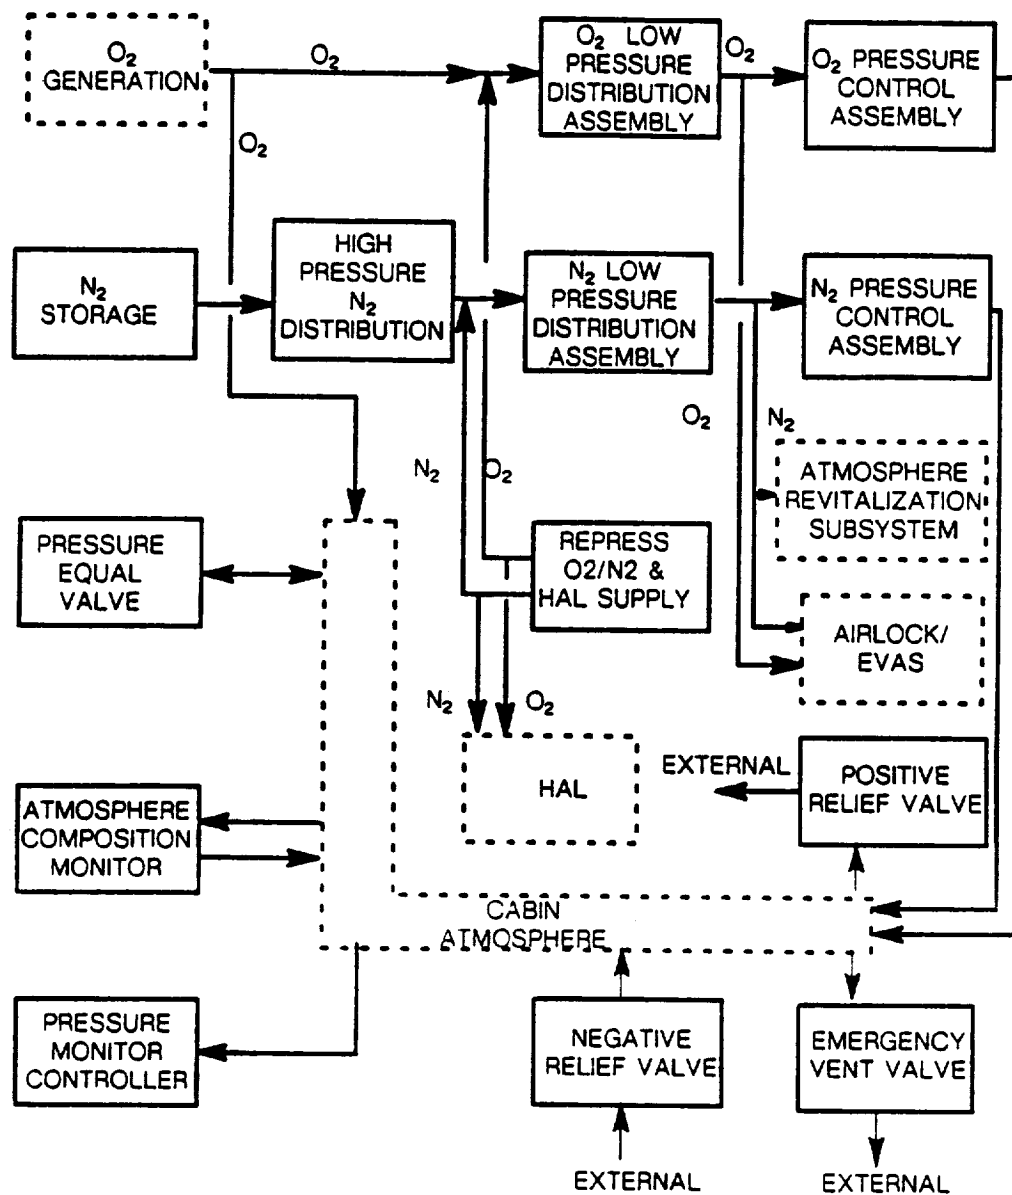 O₂
GENERATION
O₂
O₂ LOW
PRESSURE
DISTRIBUTION
ASSEMBLY
O₂
O₂ PRESSURE
CONTROL
ASSEMBLY
O₂
N₂
STORAGE
HIGH
PRESSURE
N₂
DISTRIBUTION
N₂ LOW
PRESSURE
DISTRIBUTION
ASSEMBLY
N₂ PRESSURE
CONTROL
ASSEMBLY
O₂
N₂
N₂
O₂
ATMOSPHERE
REVITALIZATION
SUBSYSTEM
PRESSURE
EQUAL
VALVE
REPRESS
O2/N2 &
HAL SUPPLY
AIRLOCK/
EVAS
N₂
O₂
HAL
EXTERNAL
POSITIVE
RELIEF VALVE
ATMOSPHERE
COMPOSITION
MONITOR
CABIN
ATMOSPHERE
PRESSURE
MONITOR
CONTROLLER
NEGATIVE
RELIEF VALVE
EMERGENCY
VENT VALVE
EXTERNAL
EXTERNAL